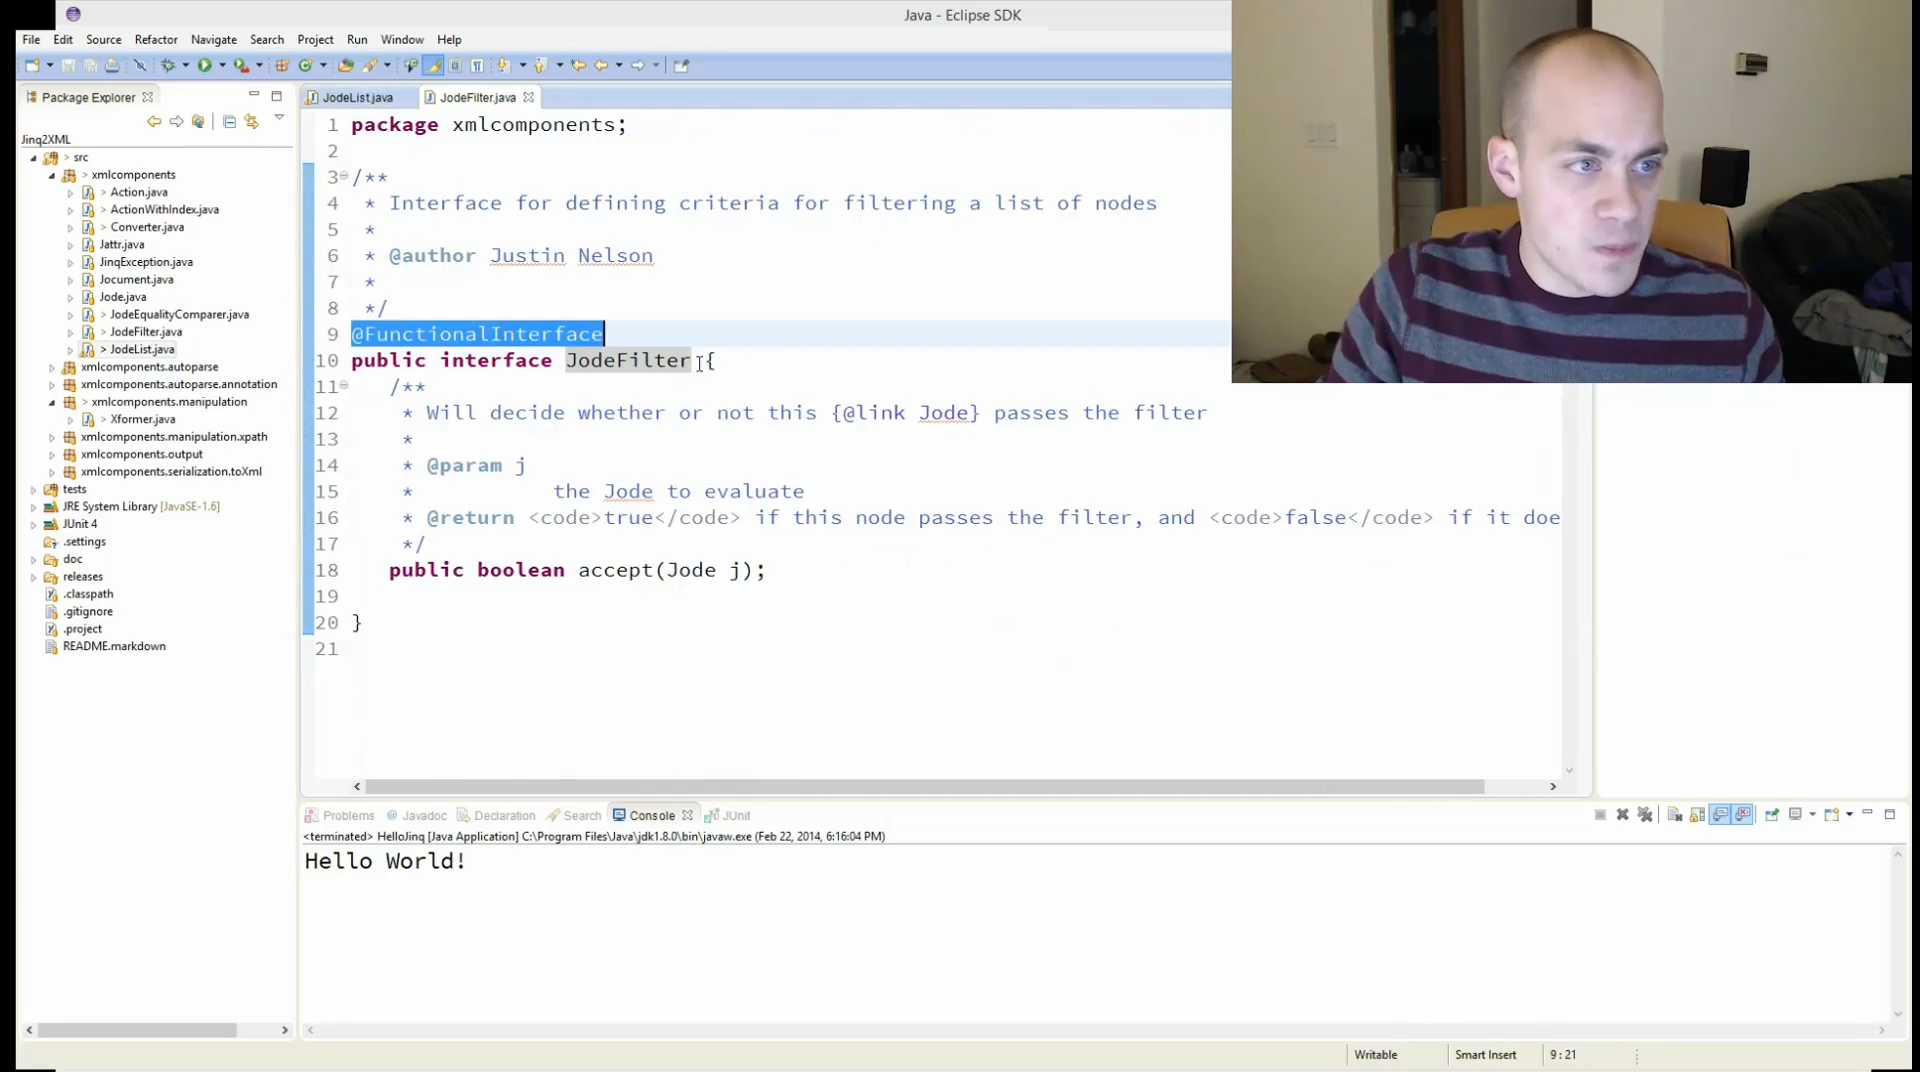 Java - Eclipse SDK
File Edit Source Refactor Navigate Search Project Run Window Help
Package Explorer
Jinq2XML
> src
> xmlcomponents
> Action.java
> ActionWithIndex.java
> Converter.java
Jattr.java
> JinqException.java
Jocument.java
Jode.java
> JodeEqualityComparer.java
> JodeFilter.java
> JodeList.java
xmlcomponents.autoparse
xmlcomponents.autoparse.annotation
> xmlcomponents.manipulation
> Xformer.java
xmlcomponents.manipulation.xpath
xmlcomponents.output
xmlcomponents.serialization.toXml
tests
JRE System Library [JavaSE-1.6]
JUnit 4
.settings
doc
releases
.classpath
.gitignore
.project
README.markdown
JodeList.java JodeFilter.java
1 package xmlcomponents;
2
3 /**
4 * Interface for defining criteria for filtering a list of nodes
5 *
6 * @author Justin Nelson
7 *
8 */
9 @FunctionalInterface
10 public interface JodeFilter {
11 /**
12 * Will decide whether or not this {@link Jode} passes the filter
13 *
14 * @param j
15 * the Jode to evaluate
16 * @return <code>true</code> if this node passes the filter, and <code>false</code> if it doe
17 */
18 public boolean accept(Jode j);
19
20 }
21
Problems @ Javadoc Declaration Search Console JUnit
<terminated> HelloJinq [Java Application] C:\Program Files\Java\jdk1.8.0\bin\javaw.exe (Feb 22, 2014, 6:16:04 PM)
Hello World!
Writable Smart Insert 9 : 21